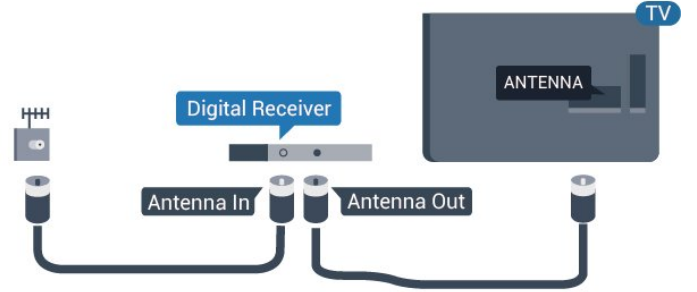 TV
ANTENNA
Digital Receiver
Antenna In
Antenna Out